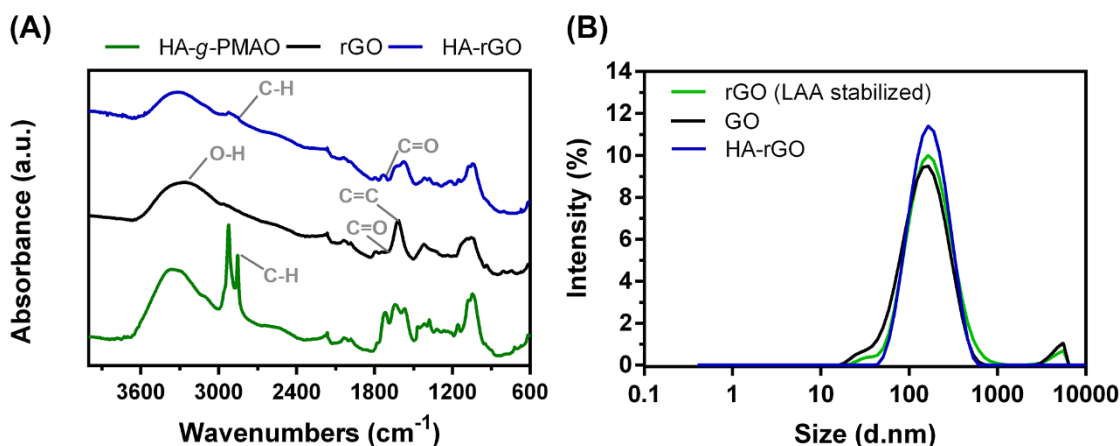 (A)
HA-g-PMAO rGO HA-rGO
Absorbance (a.u.)
C-H
O-H
C=O
C=C
C=O
C-H
3600 3000 2400 1800 1200 600
Wavenumbers (cm-1)
(B)
Intensity (%)
14
12
10
8
6
4
2
0
rGO (LAA stabilized)
GO
HA-rGO
0.1 1 10 100 1000 10000
Size (d.nm)